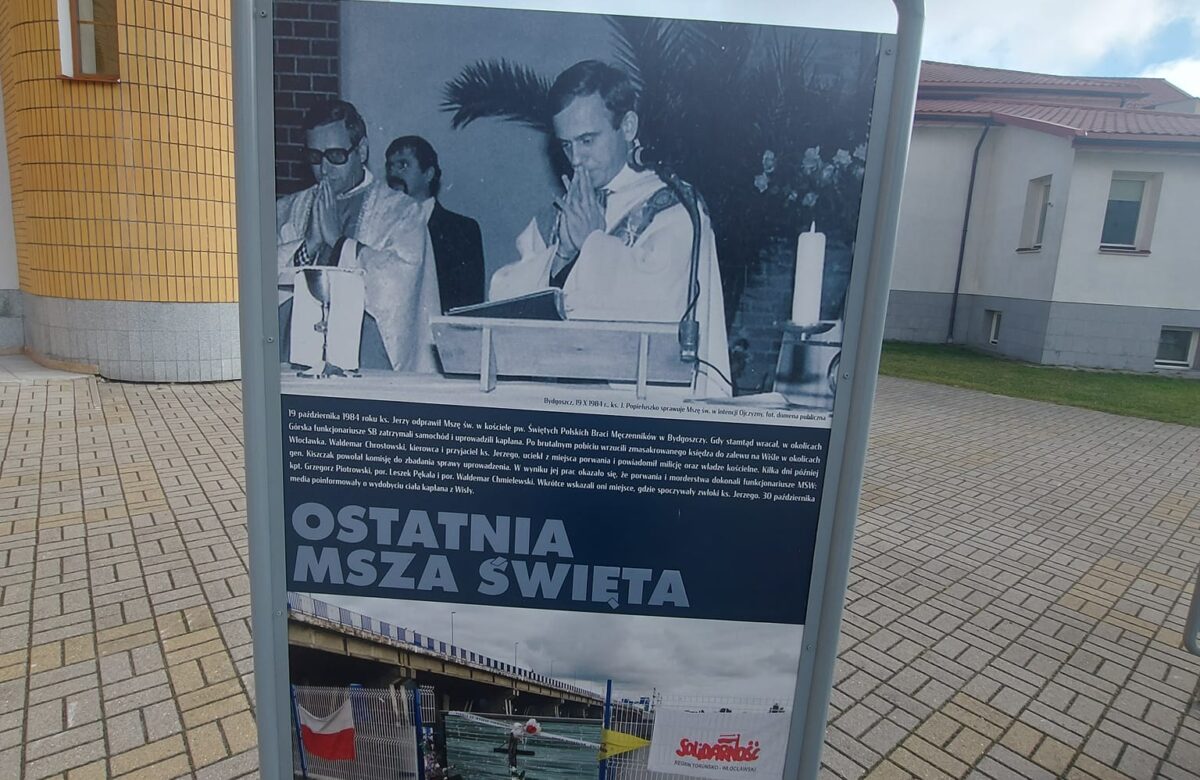 Bydgoszcz, 19 X 1984 r., ks. J. Popiełuszko sprawuje Mszę św. w intencji Ojczyzny, fot. domena publiczna
19 października 1984 roku ks. Jerzy odprawił Mszę św. w kościele pw. Świętych Polskich Braci Męczenników w Bydgoszczy. Gdy stamtąd wracał, w okolicach
Górska funkcjonariusze SB zatrzymali samochód i uprowadzili kapłana. Po brutalnym pobiciu wrzucili zmasakrowanego księdza do zalewu na Wiśle w okolicach
Włocławka. Waldemar Chrostowski, kierowca i przyjaciel ks. Jerzego, uciekł z miejsca porwania i powiadomił milicję oraz władze kościelne. Kilka dni później
gen. Kiszczak powołał komisję do zbadania sprawy uprowadzenia. W wyniku jej prac okazało się, że porwania i morderstwa dokonali funkcjonariusze MSW:
kpt. Grzegorz Piotrowski, por. Leszek Pękala i por. Waldemar Chmielewski. Wkrótce wskazali oni miejsce, gdzie spoczywały zwłoki ks. Jerzego. 30 października
media poinformowały o wydobyciu ciała kapłana z Wisły.
OSTATNIA
MSZA ŚWIĘTA
SOLIDARNOŚĆ
REGION TORUŃSKO - WŁOCŁAWSKI